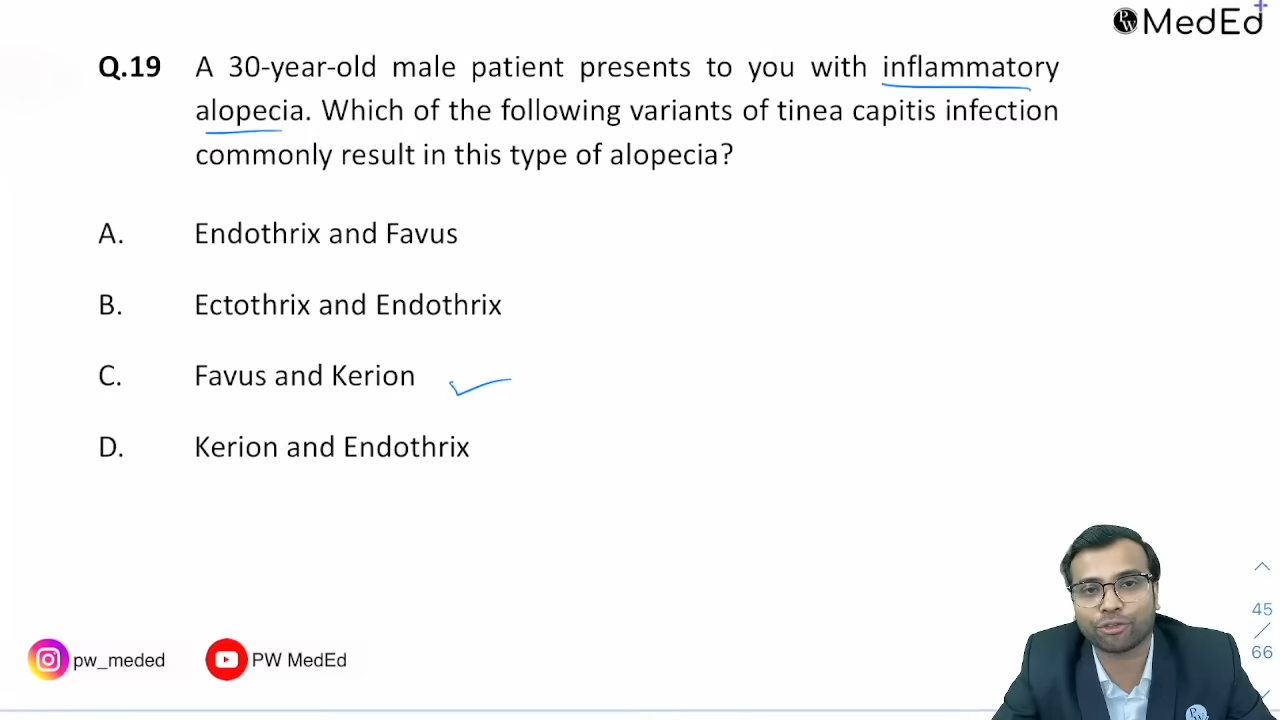 MedEd
Q.19 A 30-year-old male patient presents to you with inflammatory
alopecia. Which of the following variants of tinea capitis infection
commonly result in this type of alopecia?
A. Endothrix and Favus
B. Ectothrix and Endothrix
C. Favus and Kerion
D. Kerion and Endothrix
45
/
66
pw_meded PW MedEd